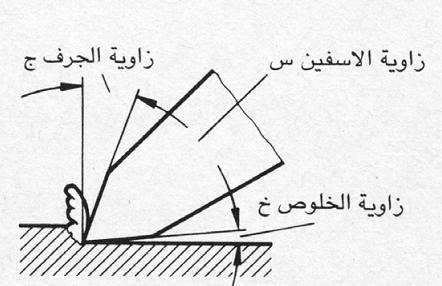 زاوية الجرف ج
زاوية الاسفين س
زاوية الخلوص خ